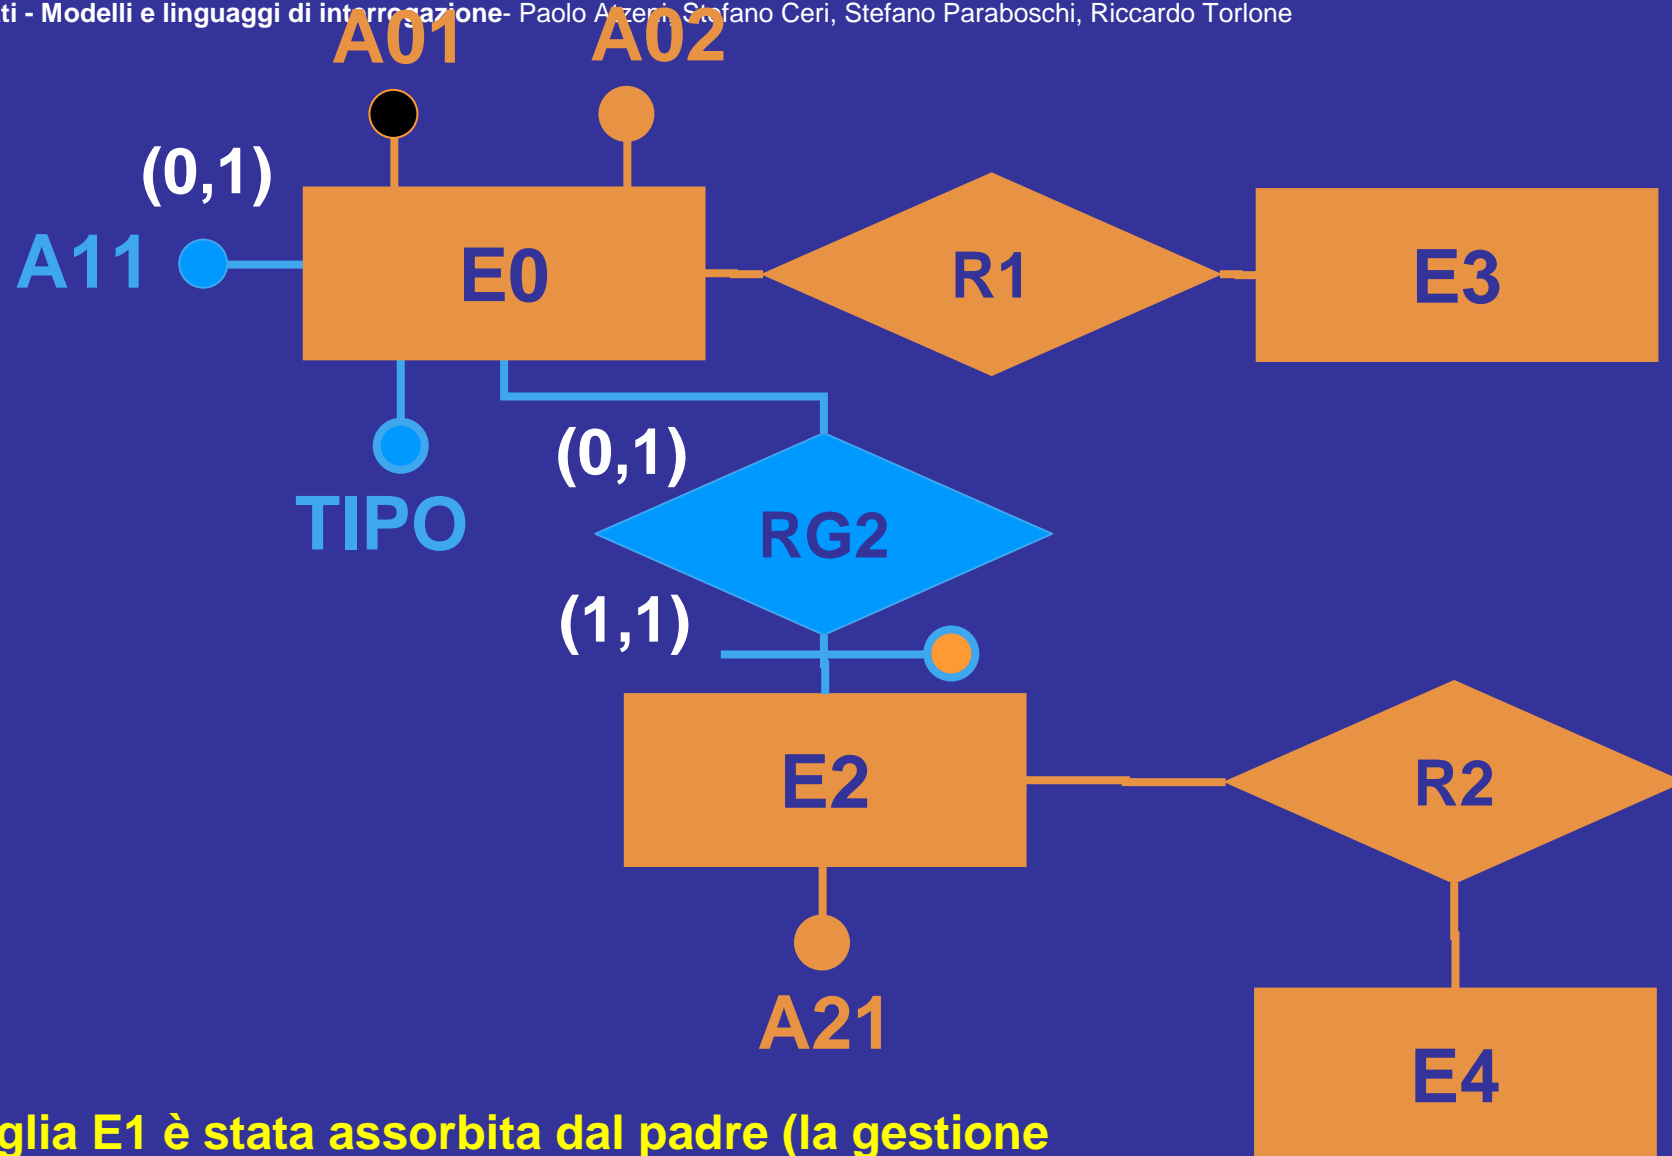 ti - Modelli e linguaggi di interrogazione- Paolo Atzeni, Stefano Ceri, Stefano Paraboschi, Riccardo Torlone
A01 A02
(0,1)
A11 E0 R1 E3
(0,1)
TIPO RG2
(1,1)
E2 R2
A21
E4
glia E1 è stata assorbita dal padre (la gestione